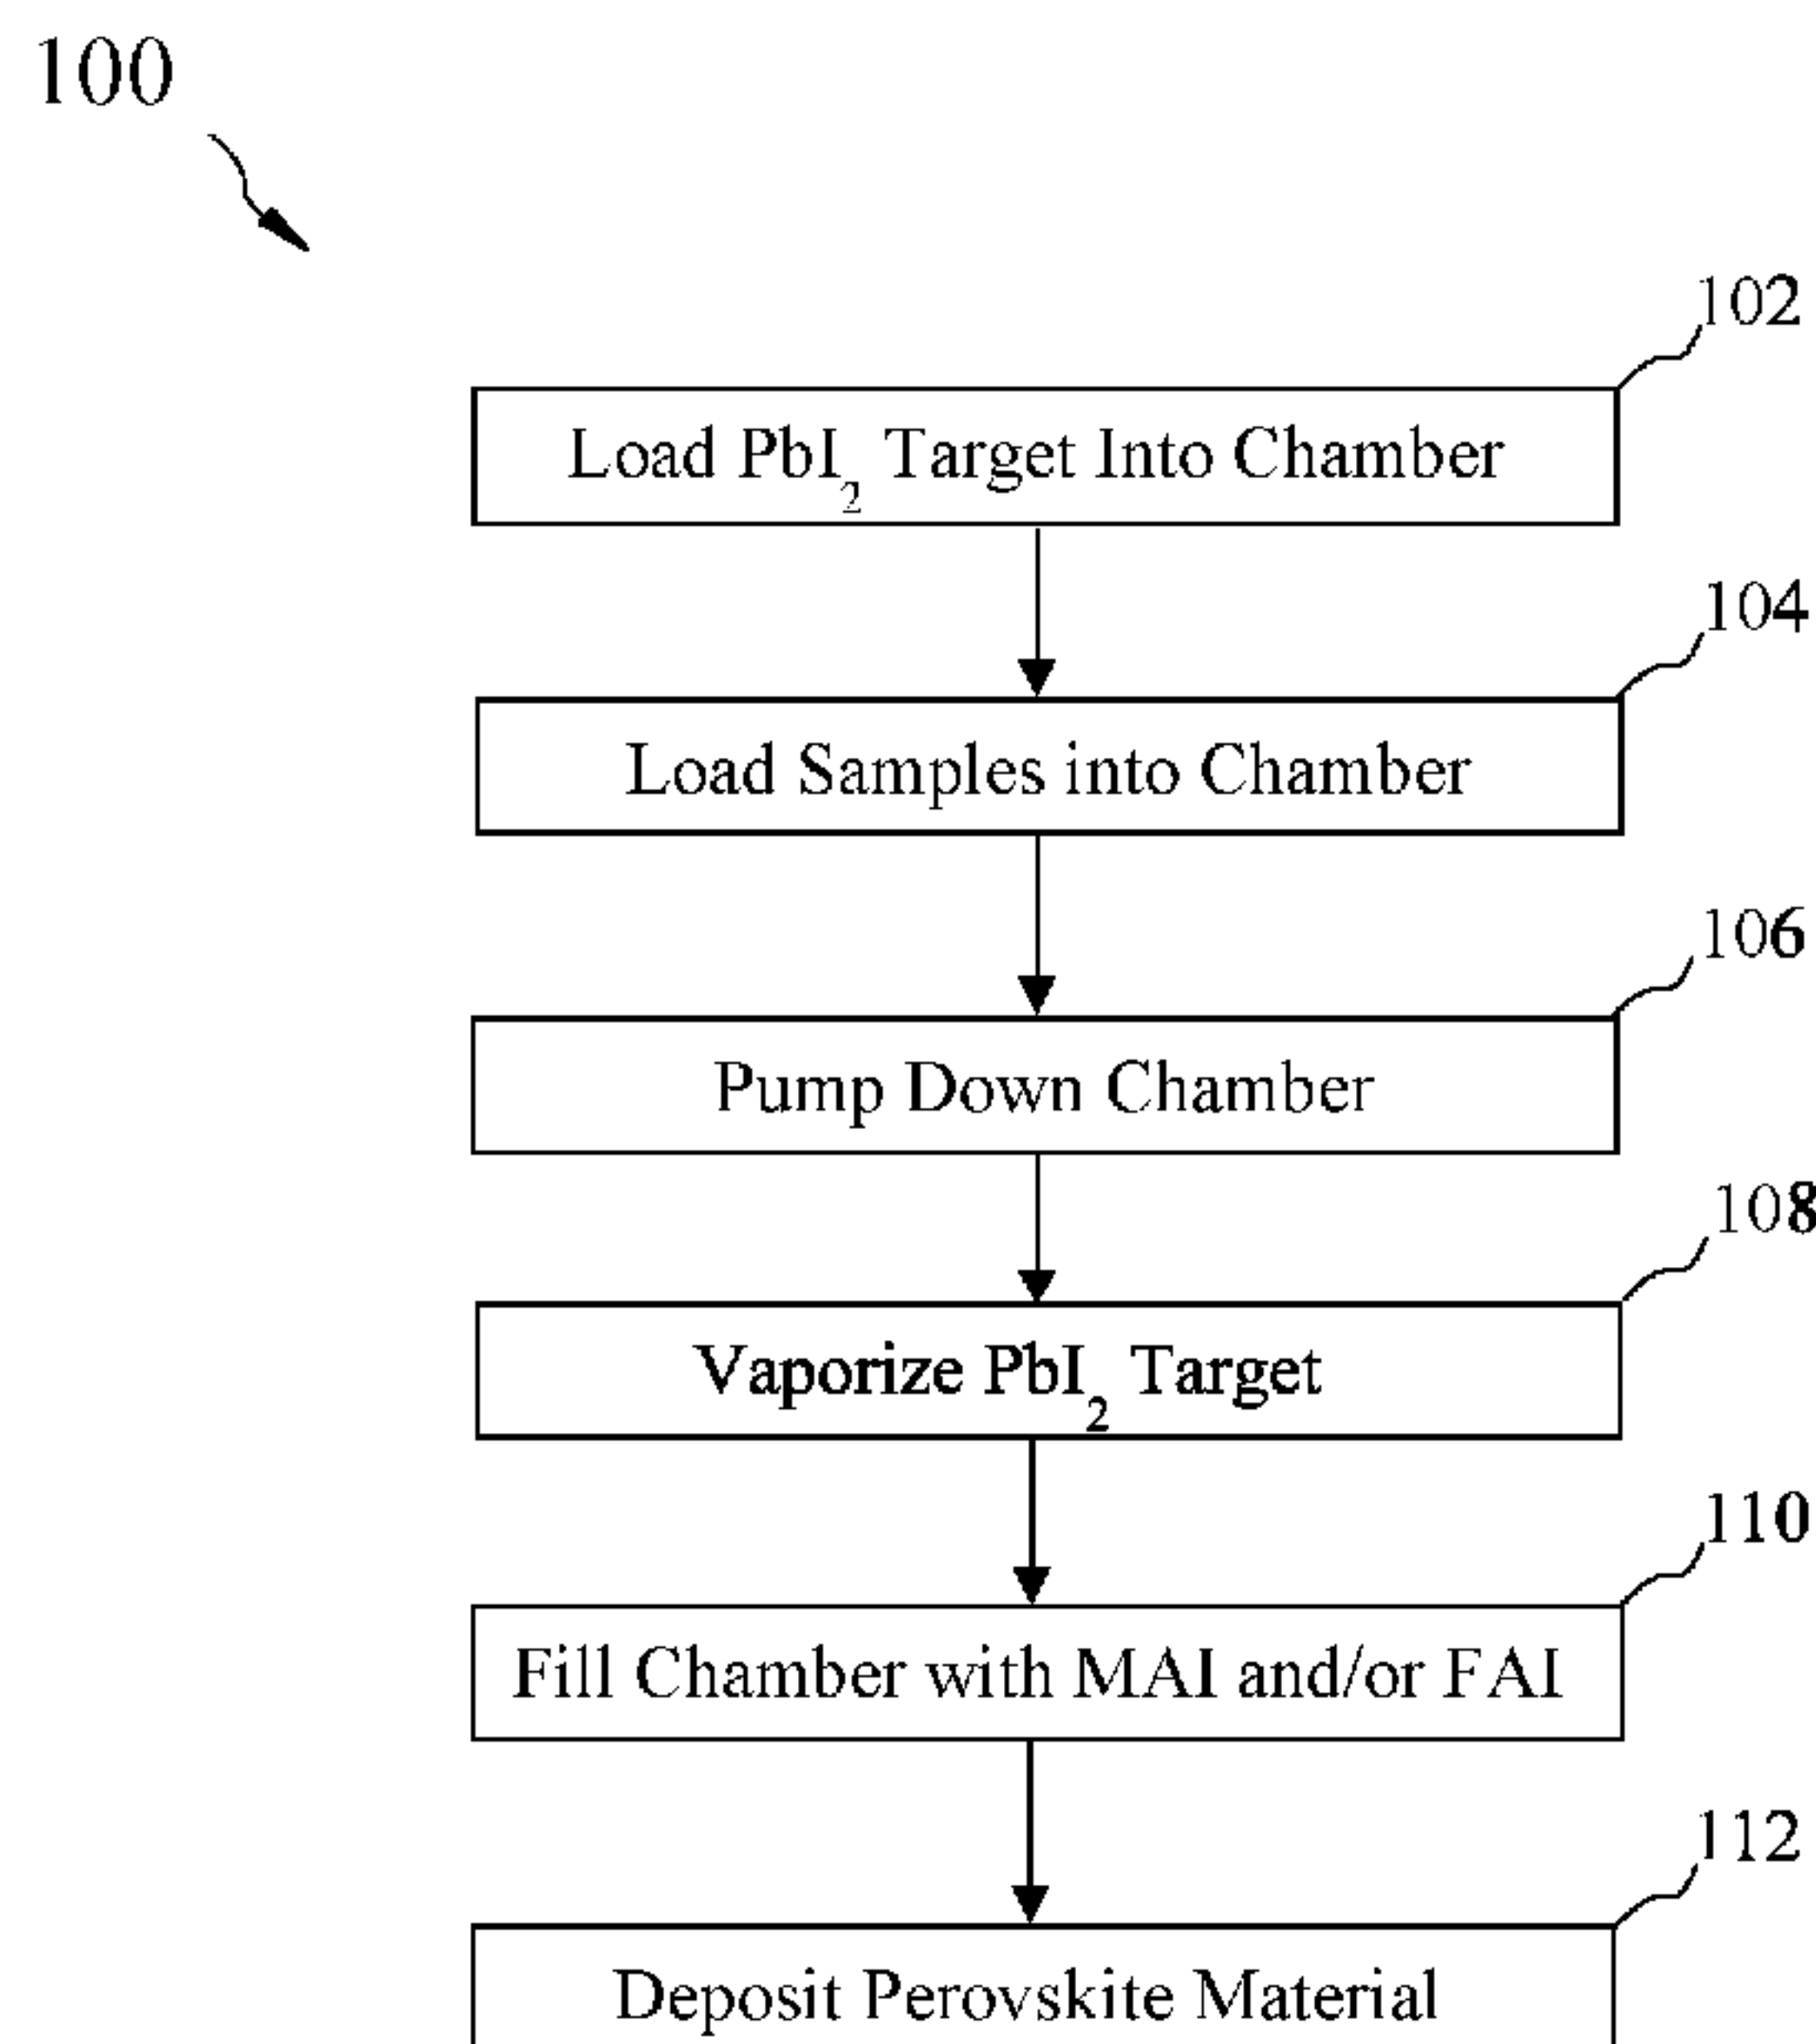 100
102
Load PbI₂ Target Into Chamber
104
Load Samples into Chamber
106
Pump Down Chamber
108
Vaporize PbI₂ Target
110
Fill Chamber with MAI and/or FAI
112
Deposit Perovskite Material